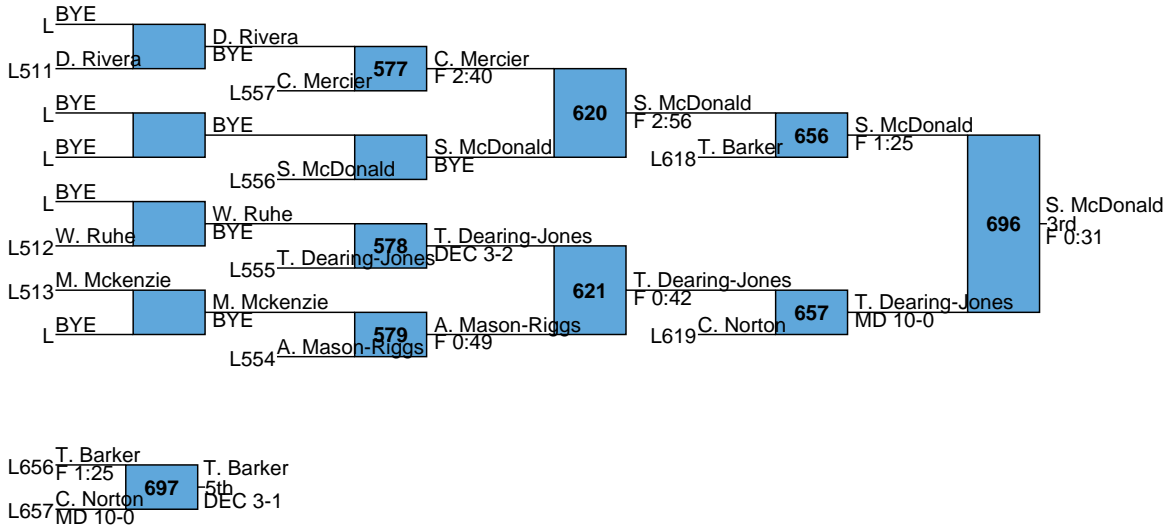 L BYE
L511 D. Rivera
D. Rivera
BYE
L557 C. Mercier
577
C. Mercier
F 2:40
L BYE
L BYE
BYE
L556 S. McDonald
S. McDonald
BYE
620
S. McDonald
F 2:56
L618 T. Barker
656
S. McDonald
F 1:25
L BYE
L512 W. Ruhe
W. Ruhe
BYE
L555 T. Dearing-Jones
578
T. Dearing-Jones
DEC 3-2
L513 M. Mckenzie
L BYE
M. Mckenzie
BYE
L554 A. Mason-Riggs
579
A. Mason-Riggs
F 0:49
621
T. Dearing-Jones
F 0:42
L619 C. Norton
657
T. Dearing-Jones
MD 10-0
696
S. McDonald
3rd
F 0:31
L656 T. Barker
F 1:25
L657 C. Norton
MD 10-0
697
T. Barker
5th
DEC 3-1